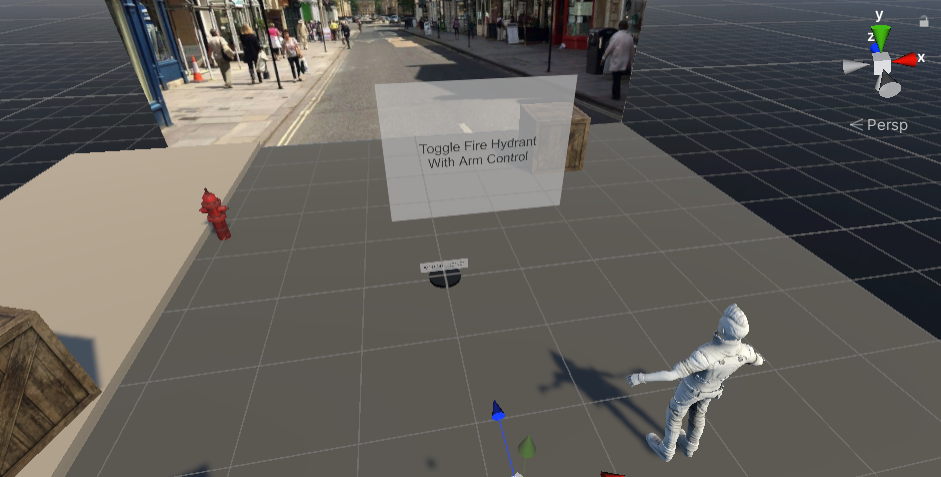 y
z
x
< Persp
Toggle Fire Hydrant
With Arm Control